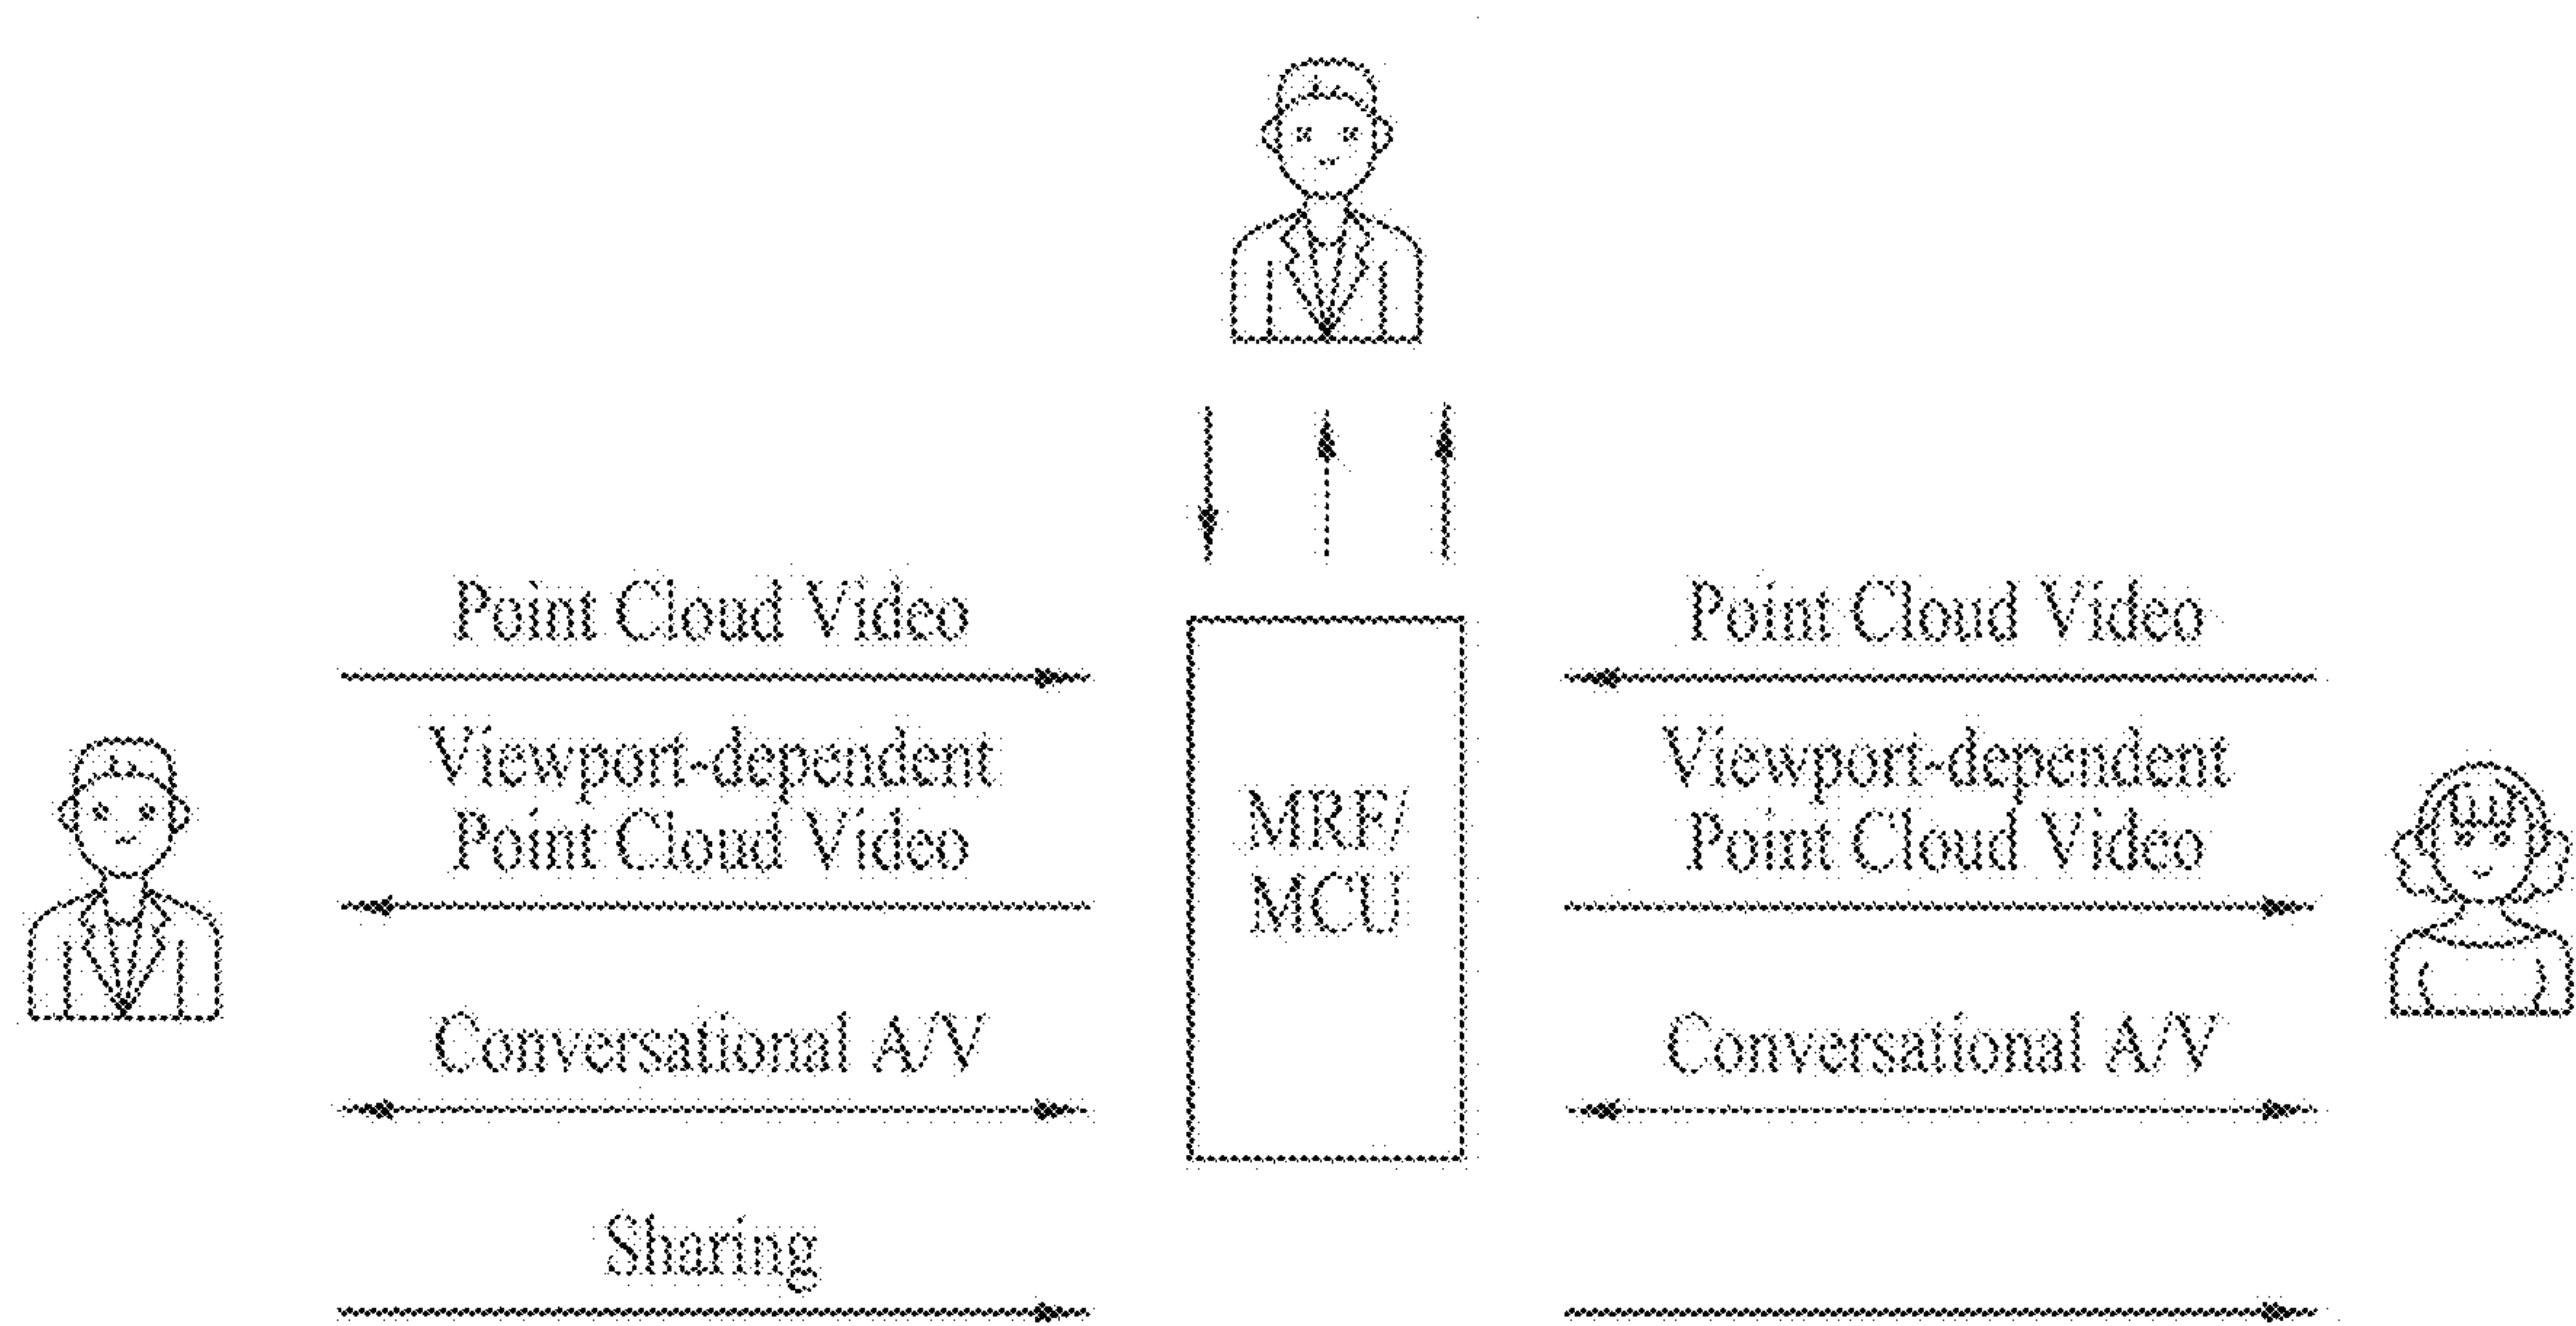 Point Cloud Video
Viewport-dependent
Point Cloud Video
Conversational A/V
Sharing
MRF/
MCU
Point Cloud Video
Viewport-dependent
Point Cloud Video
Conversational A/V